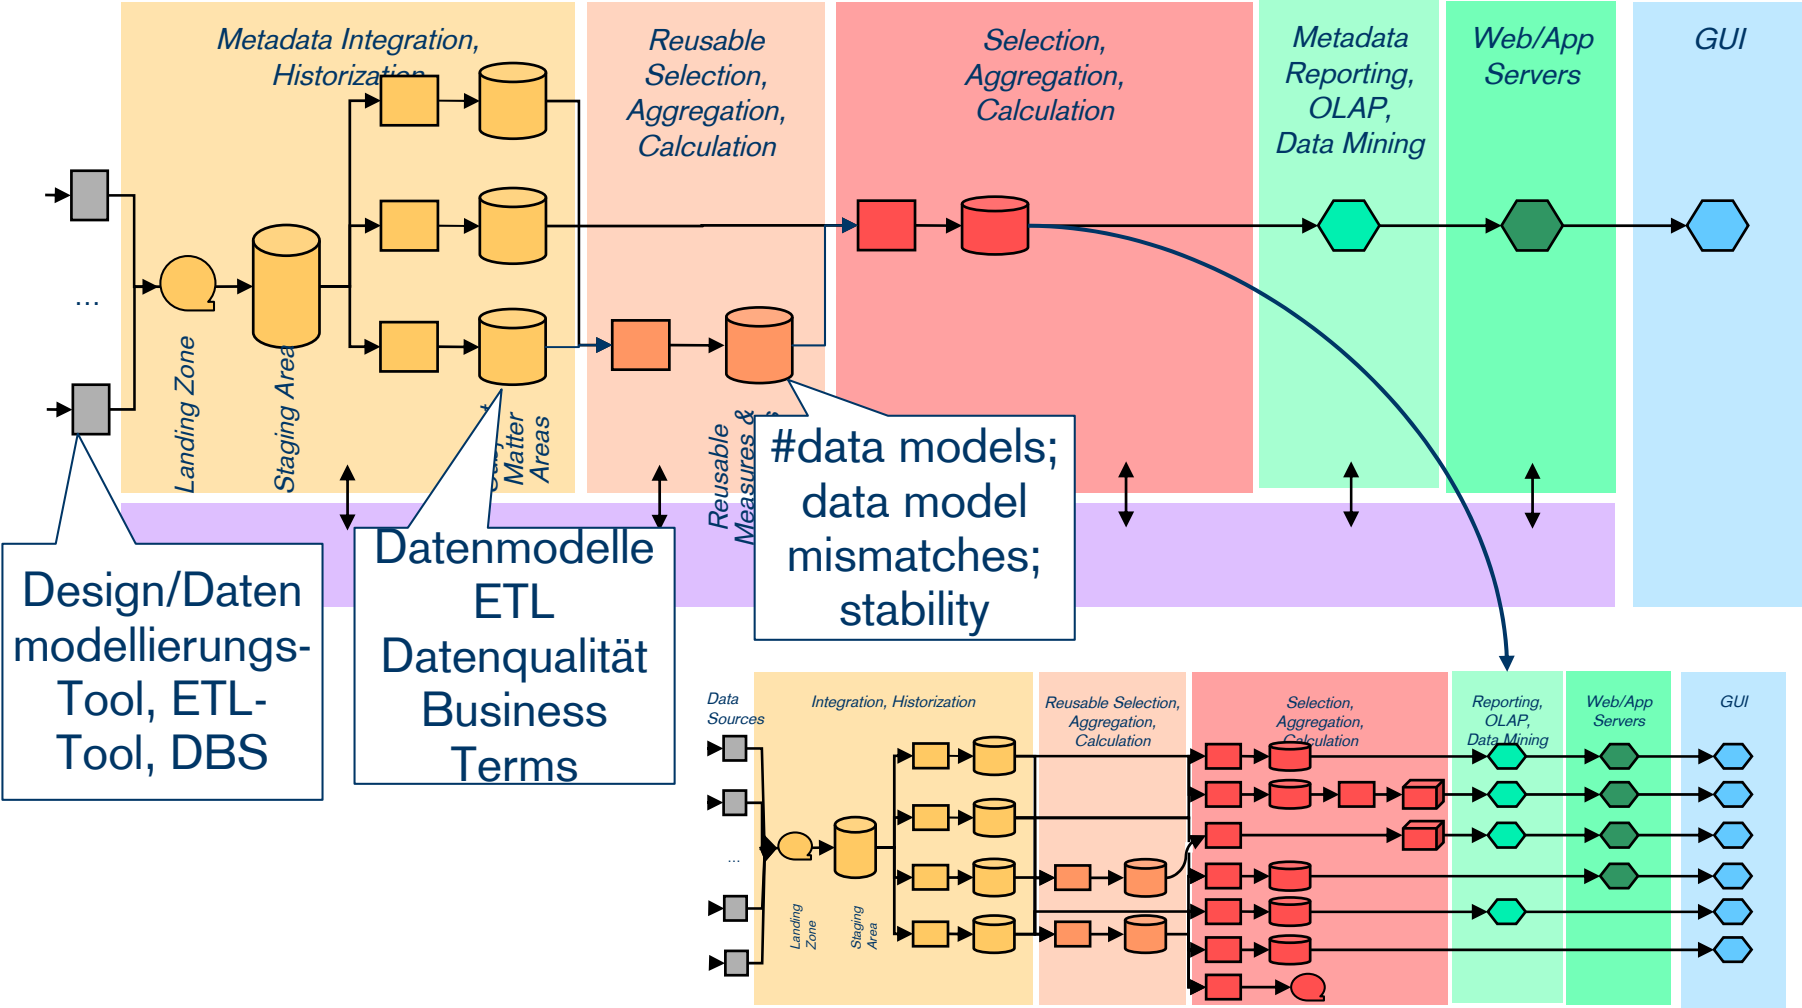 Metadata Integration,
Historization
Reusable
Selection,
Aggregation,
Calculation
Selection,
Aggregation,
Calculation
Metadata
Reporting,
OLAP,
Data Mining
Web/App
Servers
GUI
...
Landing Zone
Staging Area
Matter
Areas
Reusable
Measures &
Design/Daten
modellierungs-
Tool, ETL-
Tool, DBS
Datenmodelle
ETL
Datenqualität
Business
Terms
#data models;
data model
mismatches;
stability
Data
Sources
Integration, Historization
Reusable Selection,
Aggregation,
Calculation
Selection,
Aggregation,
Calculation
Reporting,
OLAP,
Data Mining
Web/App
Servers
GUI
...
Landing
Zone
Staging
Area